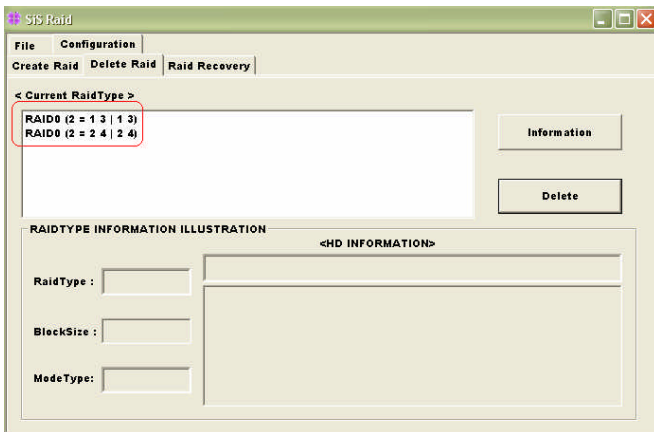 SiS Raid
File Configuration
Create Raid Delete Raid Raid Recovery
< Current RaidType >
RAID0 (2 = 1 3 | 1 3)
RAID0 (2 = 2 4 | 2 4)
Information
Delete
RAIDTYPE INFORMATION ILLUSTRATION
<HD INFORMATION>
RaidType :
BlockSize :
ModeType: